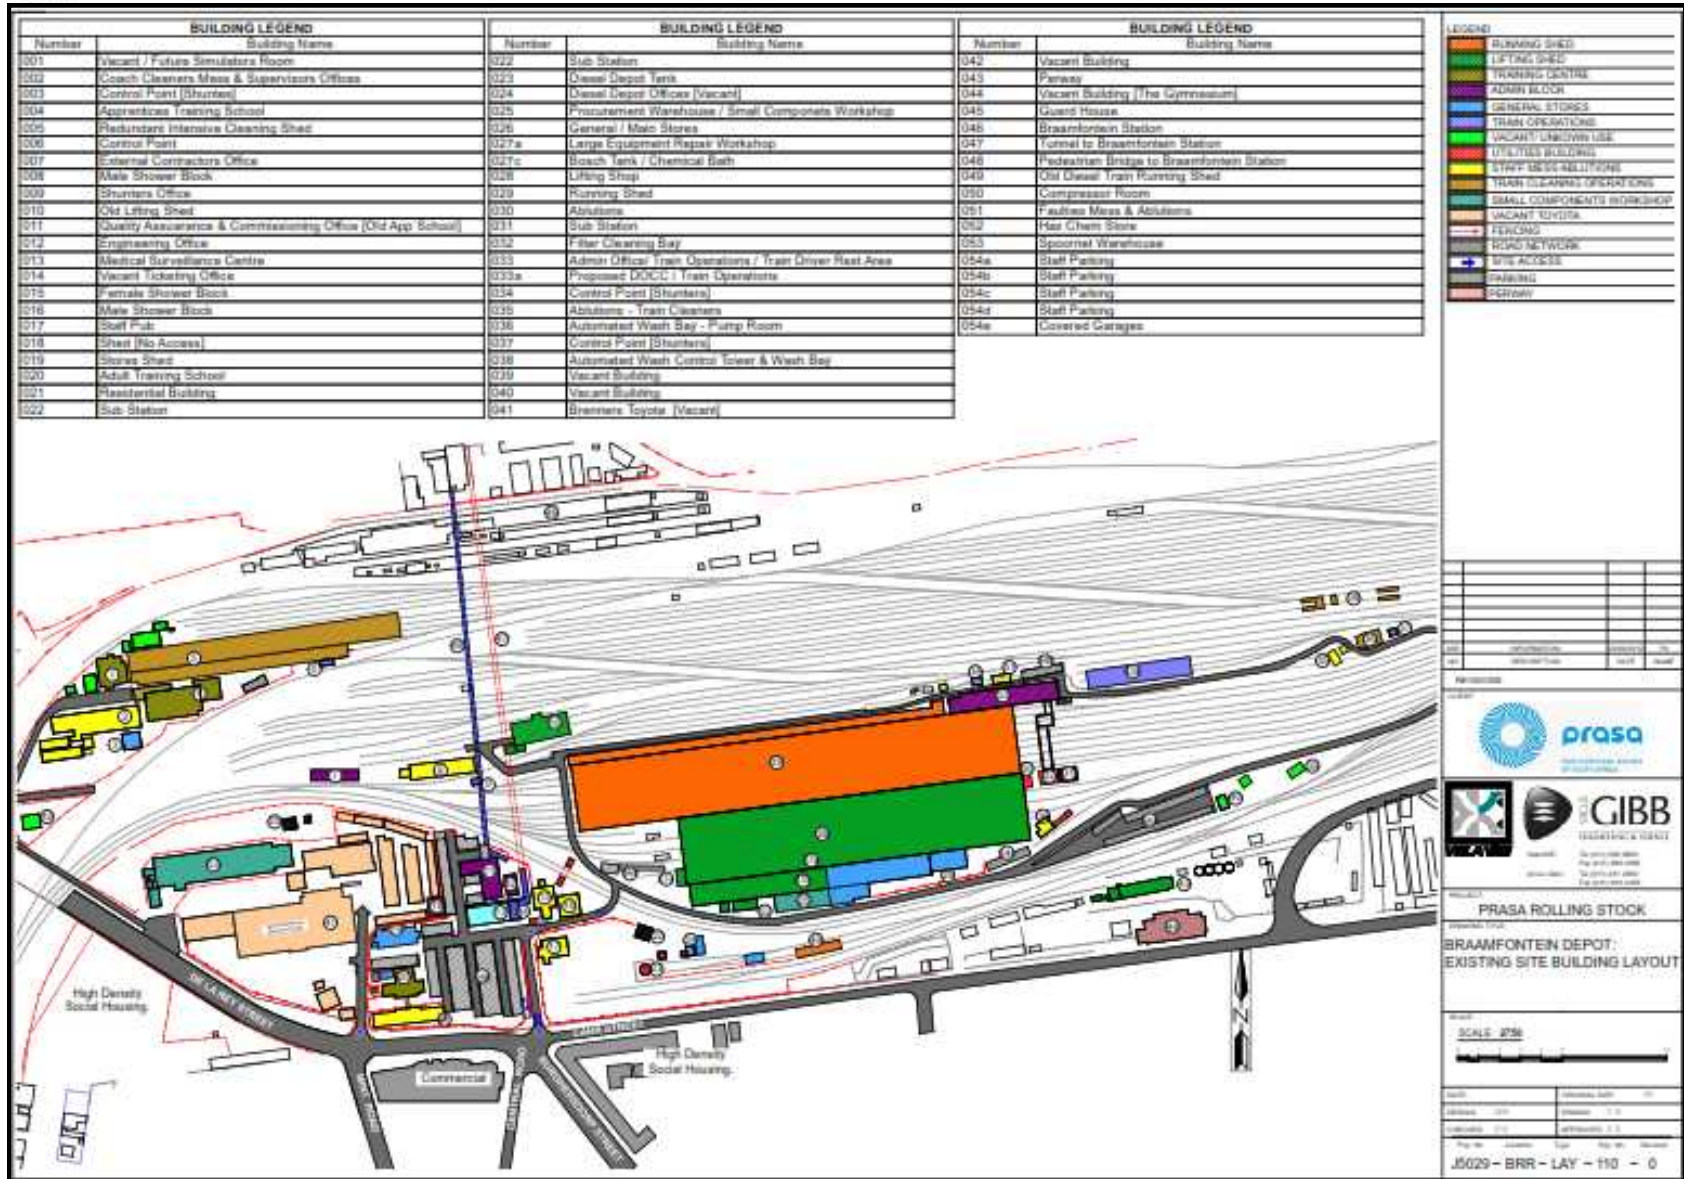 BUILDING LEGEND
Number Building Name
001 Vacant / Future Simulators Room
002 Coach Cleaners Mess & Supervisors Offices
003 Control Point [Shuntes]
004 Apprentices Training School
005 Redundant Intensive Cleaning Shed
006 Control Point
007 External Contractors Office
008 Male Shower Block
009 Shunters Office
010 Old Lifting Shed
011 Quality Assurance & Commissioning Office [Old App School]
012 Engineering Office
013 Medical Surveillance Centre
014 Vacant Ticketing Office
015 Female Shower Block
016 Male Shower Block
017 Staff Pub
018 Shed [No Access]
019 Stores Shed
020 Adult Training School
021 Residential Building
022 Sub Station
BUILDING LEGEND
Number Building Name
022 Sub Station
023 Diesel Depot Tank
024 Diesel Depot Offices [Vacant]
025 Procurement Warehouse / Small Componets Workshop
026 General / Main Stores
027a Large Equipment Repair Workshop
027c Bosch Tank / Chemical Bath
028 Lifting Shop
029 Running Shed
030 Ablutions
031 Sub Station
032 Filter Cleaning Bay
033 Admin Office/ Train Operations / Train Driver Rest Area
033a Proposed DOCC / Train Operations
034 Control Point [Shunters]
035 Ablutions - Train Cleaners
036 Automated Wash Bay - Pump Room
037 Control Point [Shunters]
038 Automated Wash Control Tower & Wash Bay
039 Vacant Building
040 Vacant Building
041 Brenners Toyota [Vacant]
BUILDING LEGEND
Number Building Name
042 Vacant Building
043 Perway
044 Vacant Building [The Gymnasium]
045 Guard House
046 Braamfontein Station
047 Tunnel to Braamfontein Station
048 Pedestrian Bridge to Braamfontein Station
049 Old Diesel Train Running Shed
050 Compressor Room
051 Faulties Mess & Ablutions
052 Haz Chem Store
053 Spoornet Warehouse
054a Staff Parking
054b Staff Parking
054c Staff Parking
054d Staff Parking
054e Covered Garages
LEGEND
RUNNING SHED
LIFTING SHED
TRAINING CENTRE
ADMIN BLOCK
GENERAL STORES
TRAIN OPERATIONS
VACANT/ UNKOWN USE
UTILITIES BUILDING
STAFF MESS ABLUTIONS
TRAIN CLEANING OPERATIONS
SMALL COMPONENTS WORKSHOP
VACANT TOYOTA
FENCING
ROAD NETWORK
SITE ACCESS
PARKING
PERWAY
High Density
Social Housing.
DE LA REY STREET
Commercial
High Density
Social Housing.
prasa
GIBB
PRASA ROLLING STOCK
BRAAMFONTEIN DEPOT:
EXISTING SITE BUILDING LAYOUT
SCALE
J5029 - BRR - LAY - 110 - 0